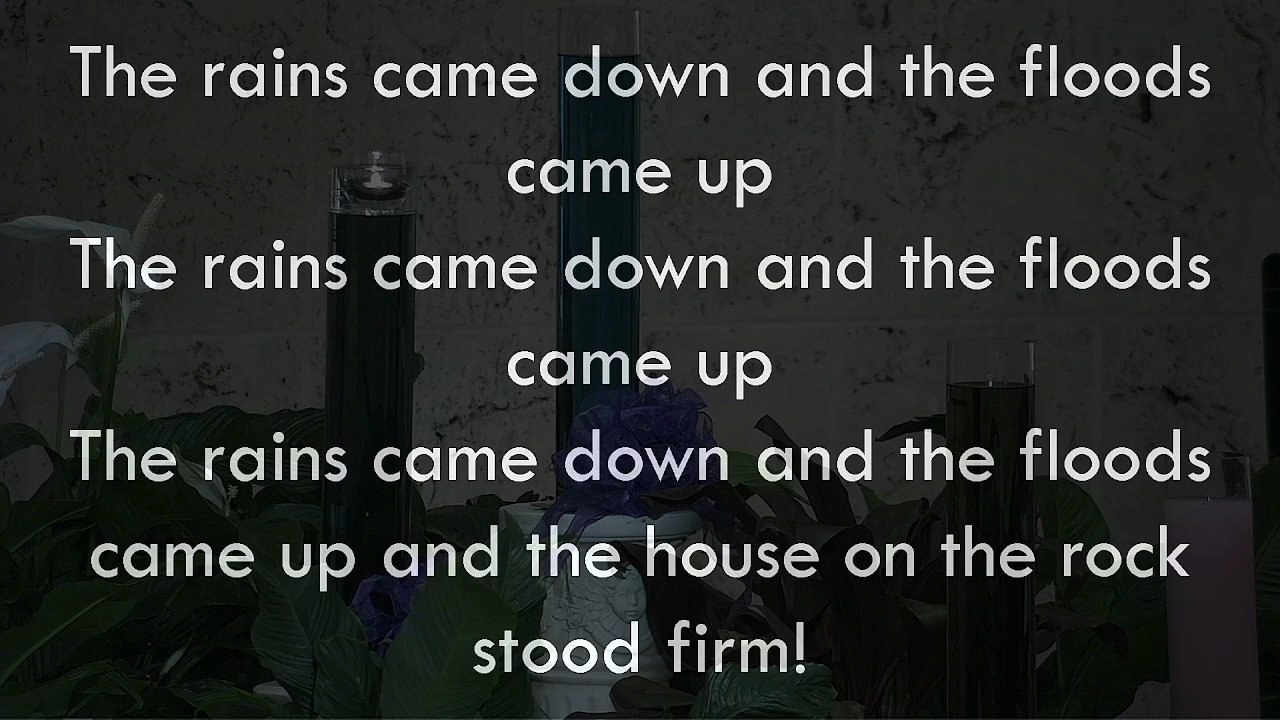 The rains came down and the floods
came up
The rains came down and the floods
came up
The rains came down and the floods
came up and the house on the rock
stood firm!